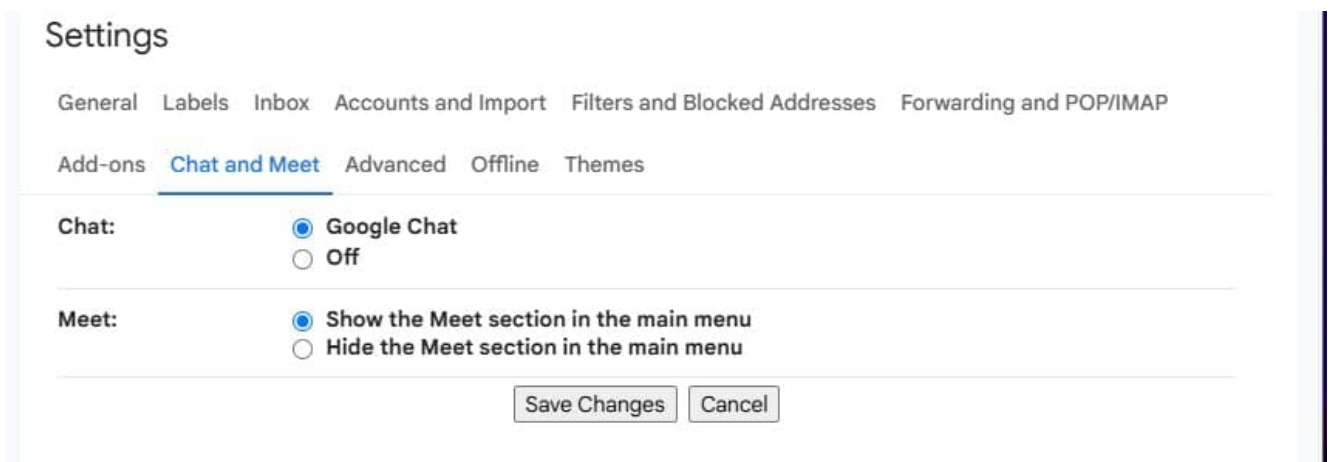 Settings
General Labels Inbox Accounts and Import Filters and Blocked Addresses Forwarding and POP/IMAP
Add-ons Chat and Meet Advanced Offline Themes
Chat: Google Chat
Off
Meet: Show the Meet section in the main menu
Hide the Meet section in the main menu
Save Changes Cancel